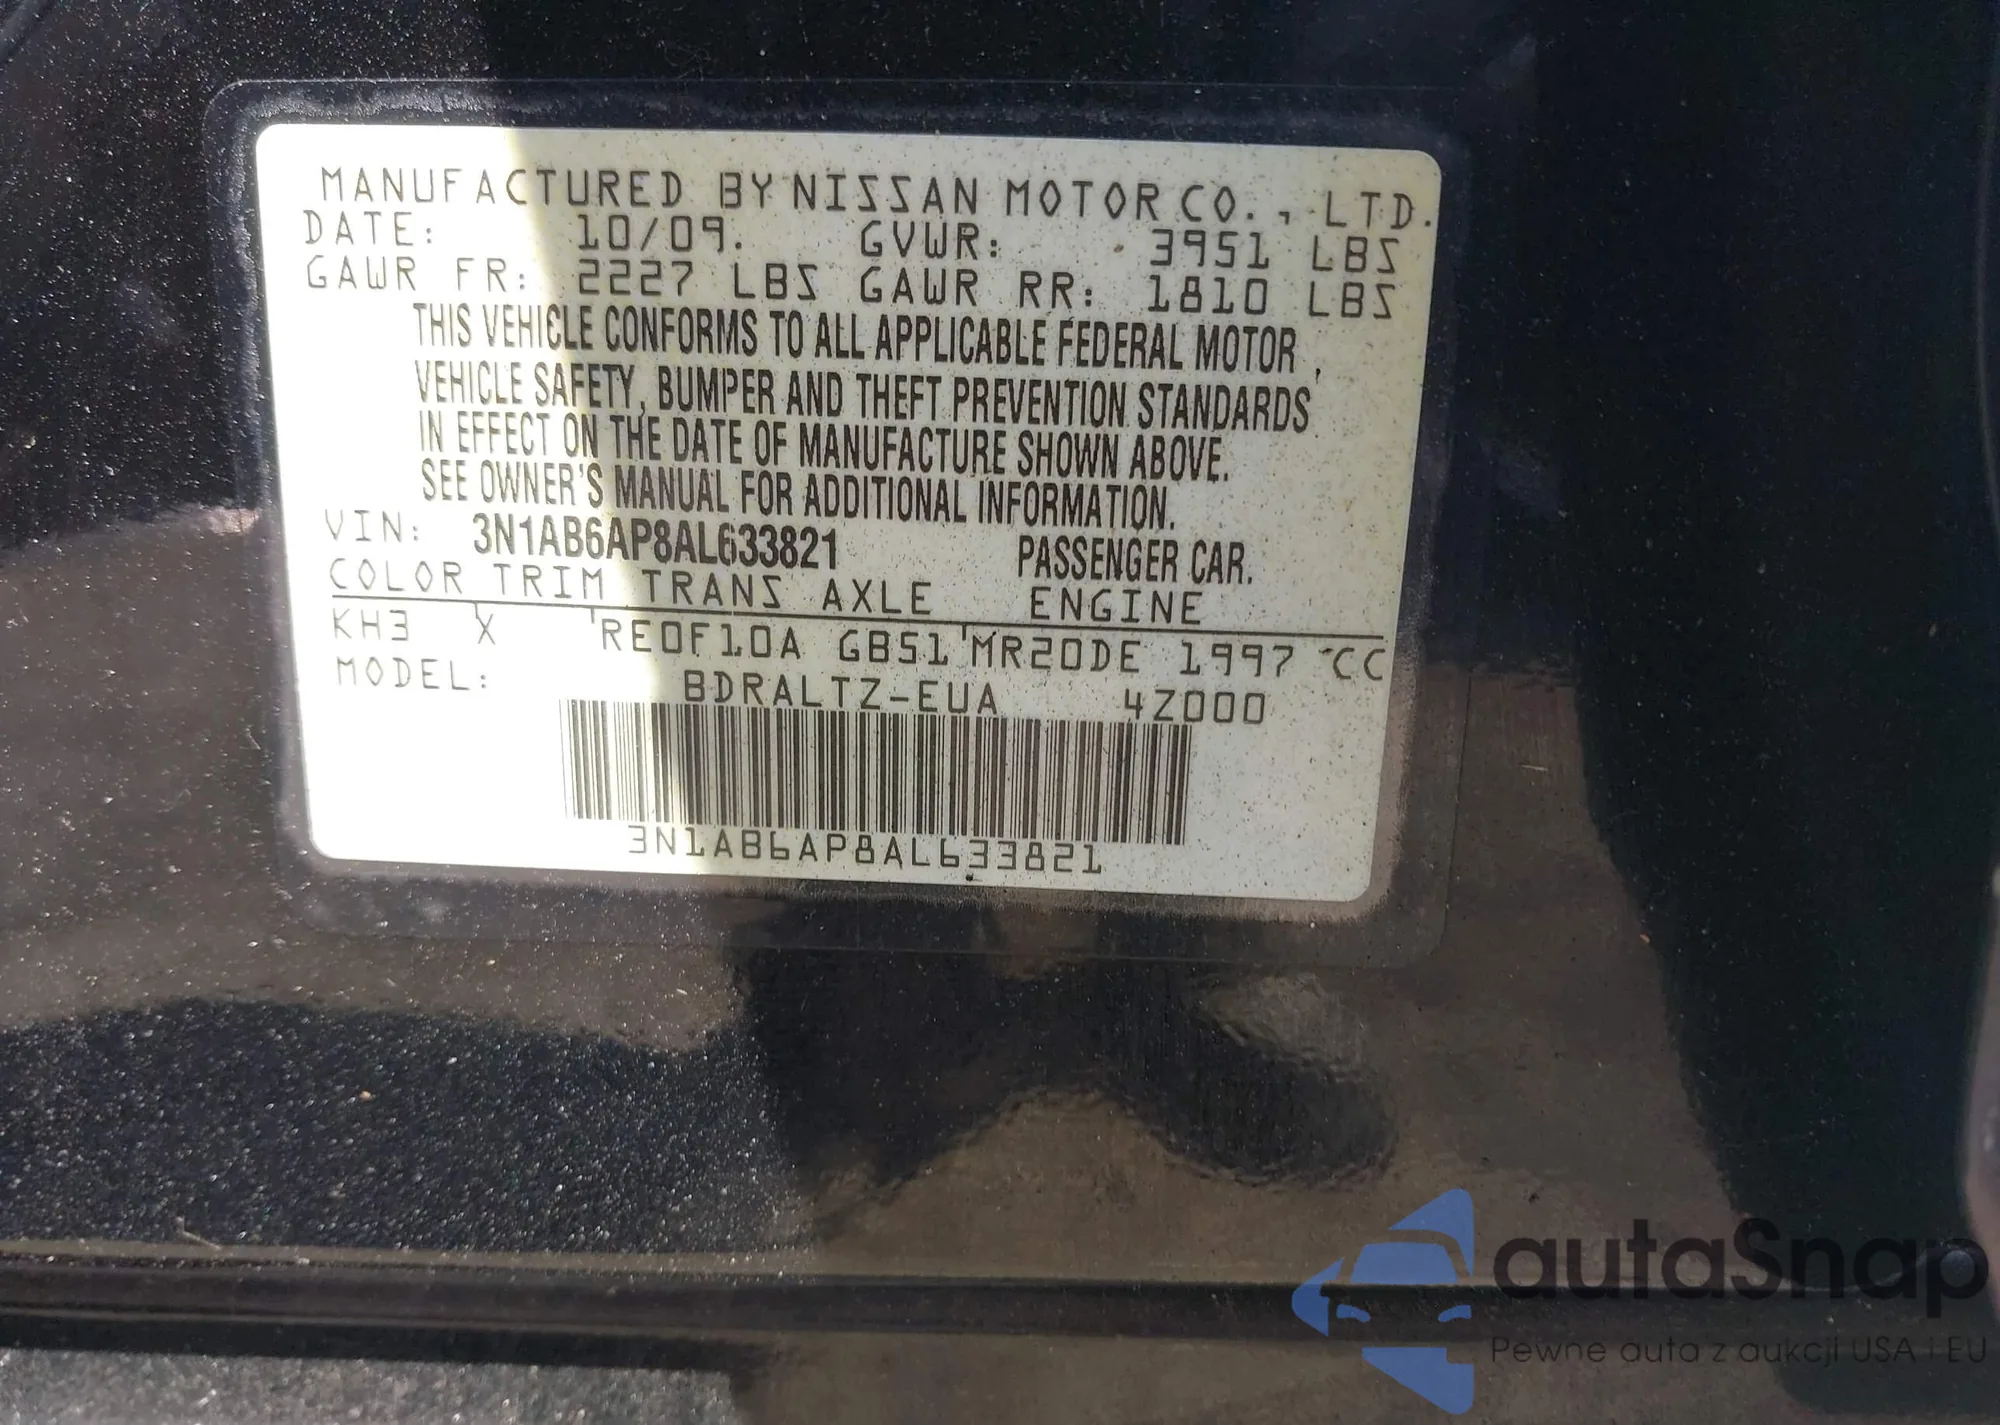 MANUFACTURED BY NISSAN MOTOR CO., LTD.
DATE: 10/09. GVWR: 3951 LBS
GAWR FR: 2227 LBS GAWR RR: 1810 LBS
THIS VEHICLE CONFORMS TO ALL APPLICABLE FEDERAL MOTOR
VEHICLE SAFETY, BUMPER AND THEFT PREVENTION STANDARDS
IN EFFECT ON THE DATE OF MANUFACTURE SHOWN ABOVE.
SEE OWNER'S MANUAL FOR ADDITIONAL INFORMATION.
VIN: 3N1AB6AP8AL633821 PASSENGER CAR.
COLOR TRIM TRANS AXLE ENGINE
KH3 X RE0F10A GB51 MR20DE 1997 CC
MODEL: BDRALTZ-EUA 4Z000
3N1AB6AP8AL633821
autaSnap
Pewne auta z aukcji USA i EU